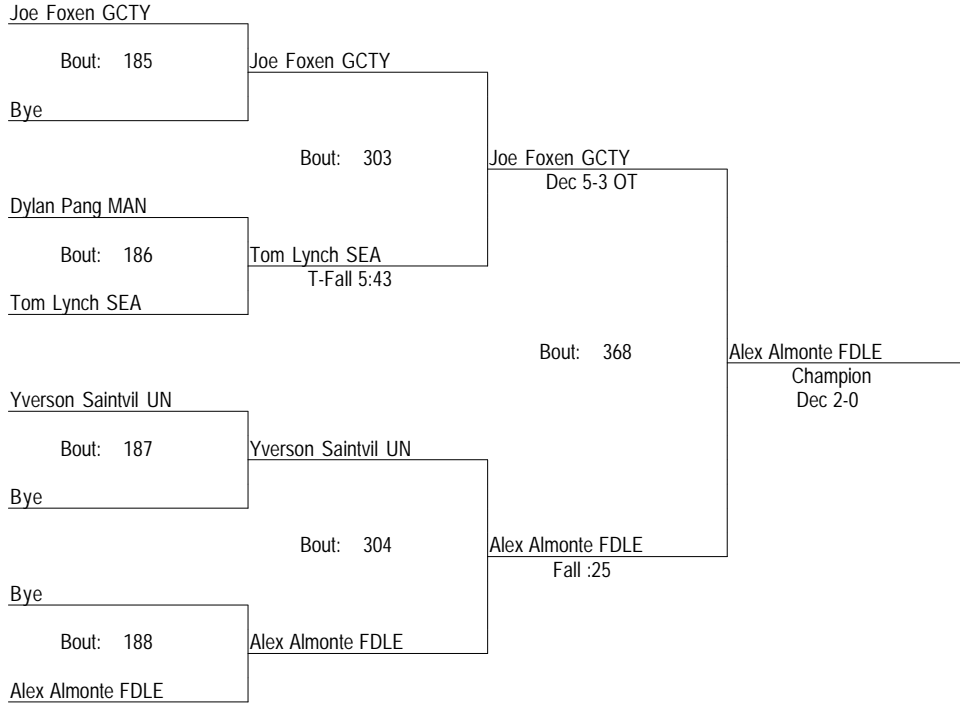 Joe Foxen GCTY
Bout: 185
Joe Foxen GCTY
Bye
Bout: 303
Joe Foxen GCTY
Dec 5-3 OT
Dylan Pang MAN
Bout: 186
Tom Lynch SEA
T-Fall 5:43
Tom Lynch SEA
Bout: 368
Alex Almonte FDLE
Champion
Dec 2-0
Yverson Saintvil UN
Bout: 187
Yverson Saintvil UN
Bye
Bout: 304
Alex Almonte FDLE
Fall :25
Bye
Bout: 188
Alex Almonte FDLE
Alex Almonte FDLE